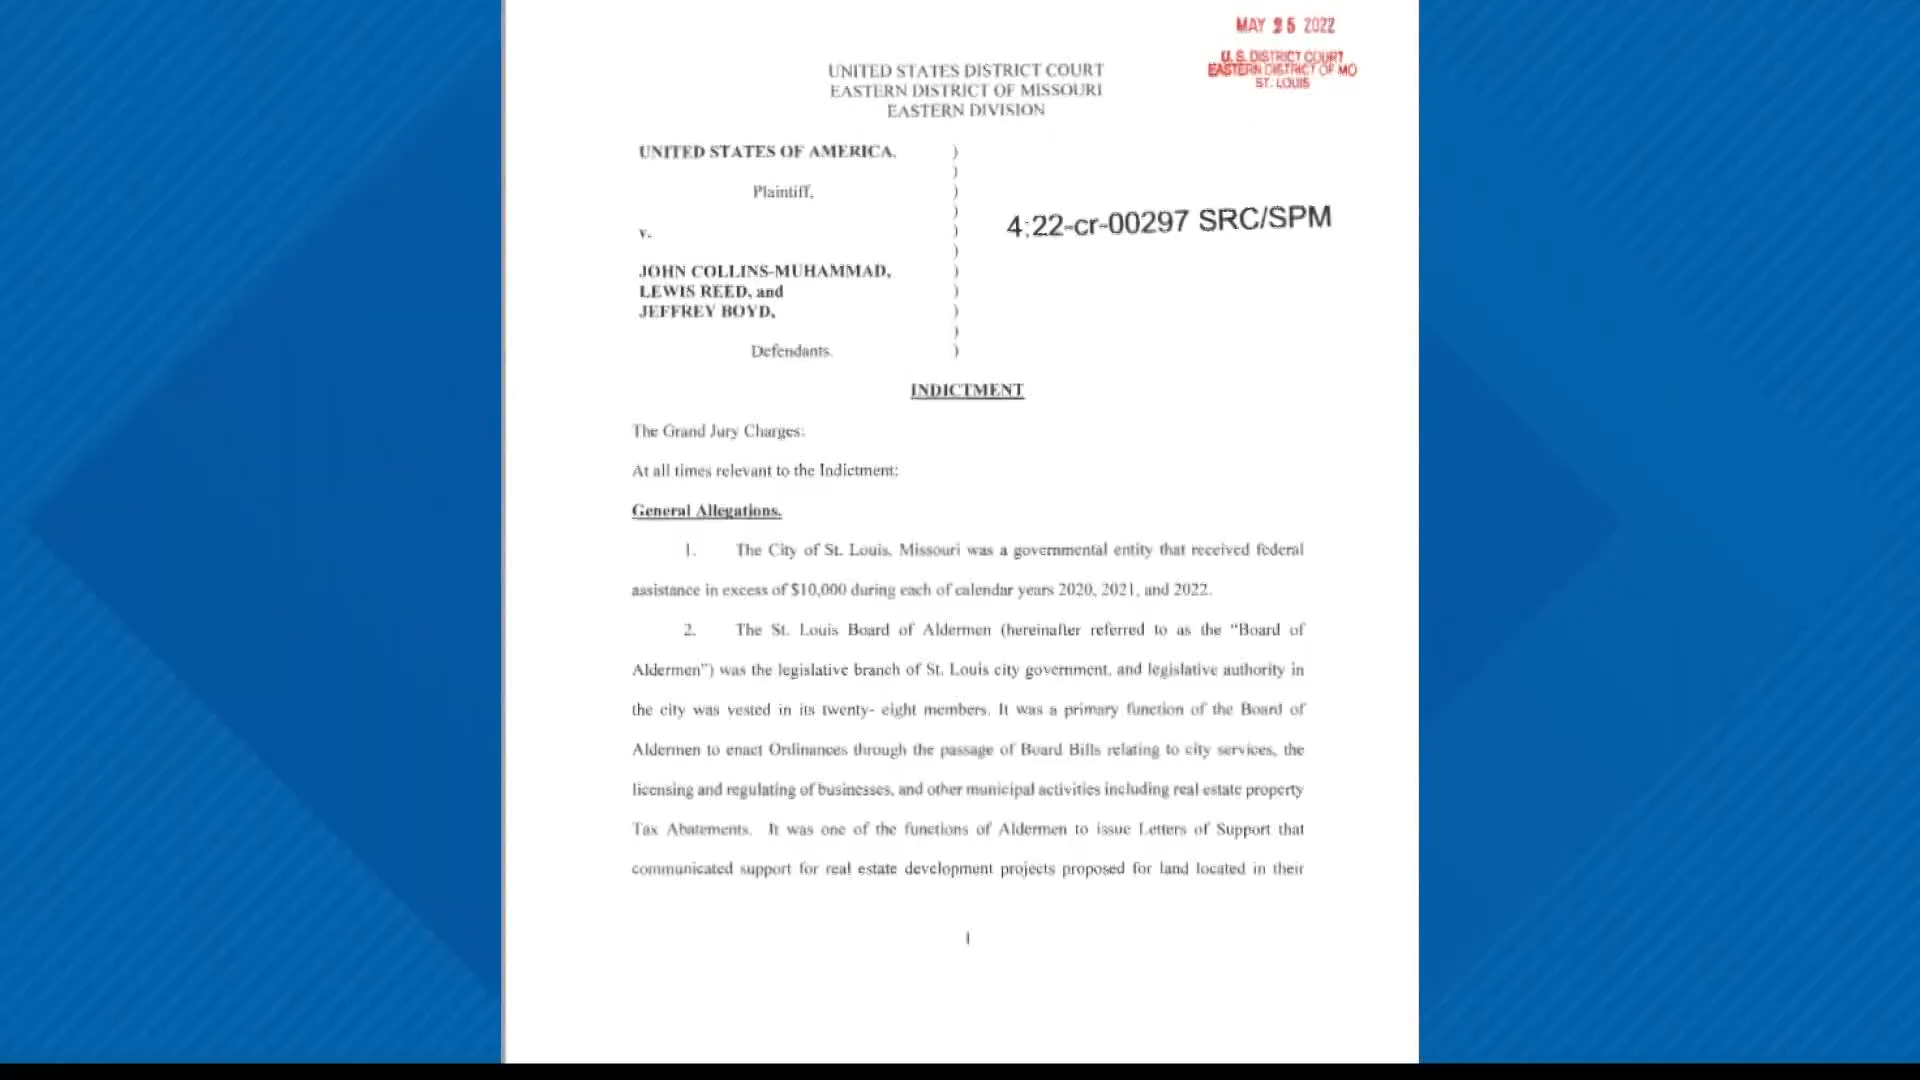 MAY 25 2022
U. S. DISTRICT COURT
EASTERN DISTRICT OF MO
ST. LOUIS
UNITED STATES DISTRICT COURT
EASTERN DISTRICT OF MISSOURI
EASTERN DIVISION
UNITED STATES OF AMERICA, )
)
Plaintiff, )
)
4:22-cr-00297 SRC/SPM
v. )
)
JOHN COLLINS-MUHAMMAD, )
LEWIS REED, and )
JEFFREY BOYD, )
)
Defendants. )
INDICTMENT
The Grand Jury Charges:
At all times relevant to the Indictment:
General Allegations.
1. The City of St. Louis, Missouri was a governmental entity that received federal
assistance in excess of $10,000 during each of calendar years 2020, 2021, and 2022.
2. The St. Louis Board of Aldermen (hereinafter referred to as the “Board of
Aldermen”) was the legislative branch of St. Louis city government, and legislative authority in
the city was vested in its twenty- eight members. It was a primary function of the Board of
Aldermen to enact Ordinances through the passage of Board Bills relating to city services, the
licensing and regulating of businesses, and other municipal activities including real estate property
Tax Abatements. It was one of the functions of Aldermen to issue Letters of Support that
communicated support for real estate development projects proposed for land located in their
1